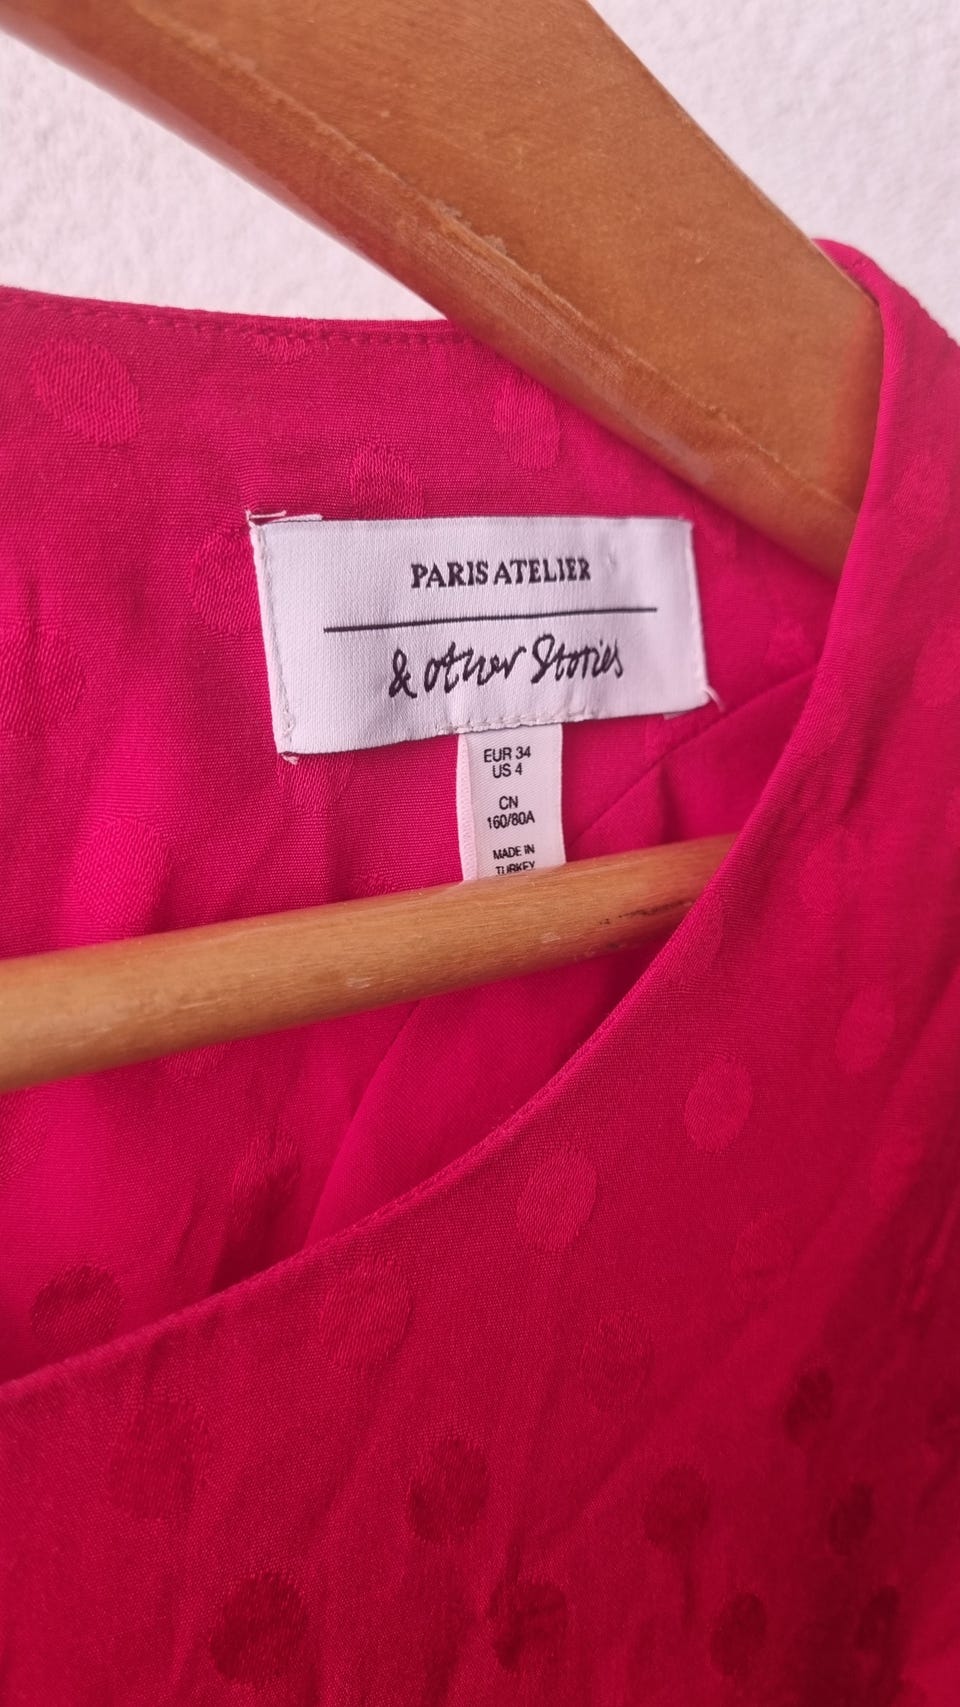 PARIS ATELIER
& other Stories
EUR 34
US 4
CN
160/80A
MADE IN
TURKEY